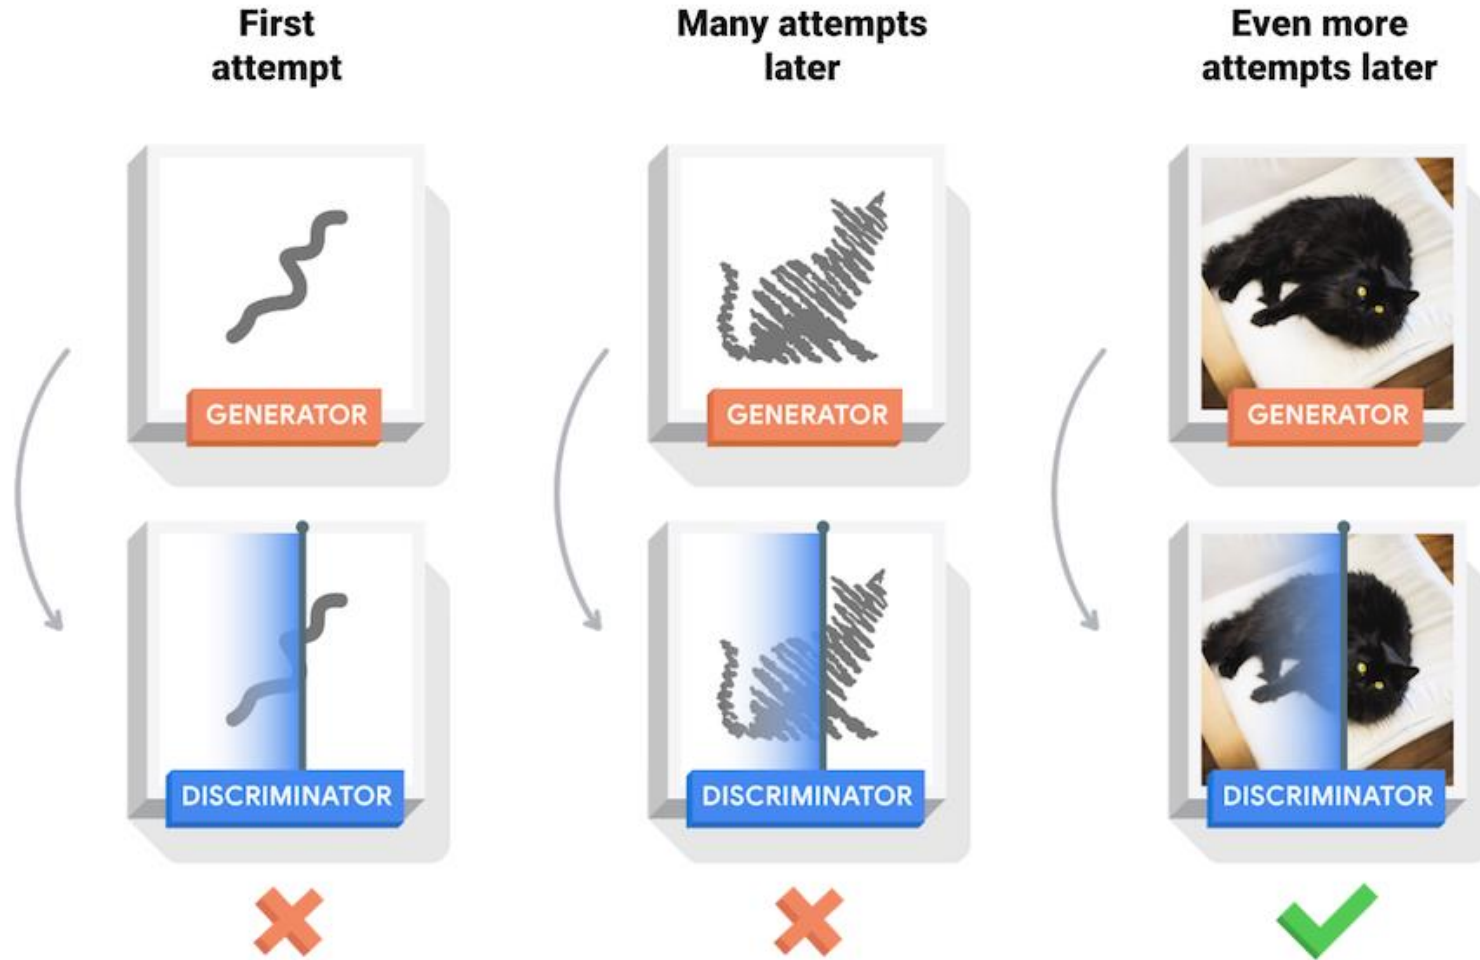 First
attempt
Many attempts
later
Even more
attempts later
GENERATOR
GENERATOR
GENERATOR
DISCRIMINATOR
DISCRIMINATOR
DISCRIMINATOR